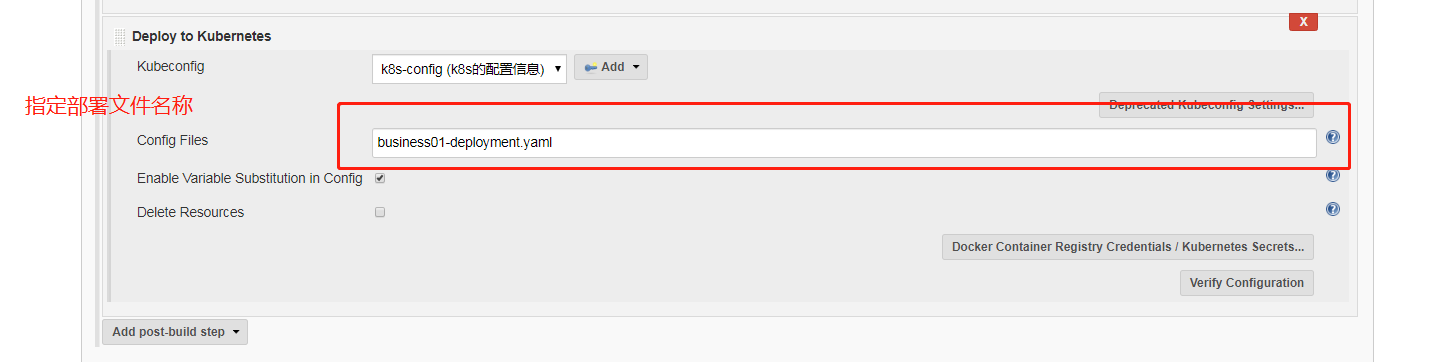 X
Deploy to Kubernetes
Kubeconfig
k8s-config (k8s的配置信息)
Add
指定部署文件名称
Deprecated Kubeconfig Settings...
Config Files
business01-deployment.yaml
Enable Variable Substitution in Config
Delete Resources
Docker Container Registry Credentials / Kubernetes Secrets...
Verify Configuration
Add post-build step